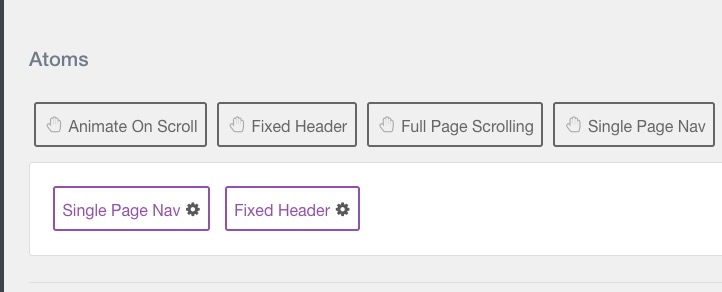 Atoms
Animate On Scroll Fixed Header Full Page Scrolling Single Page Nav
Single Page Nav Fixed Header